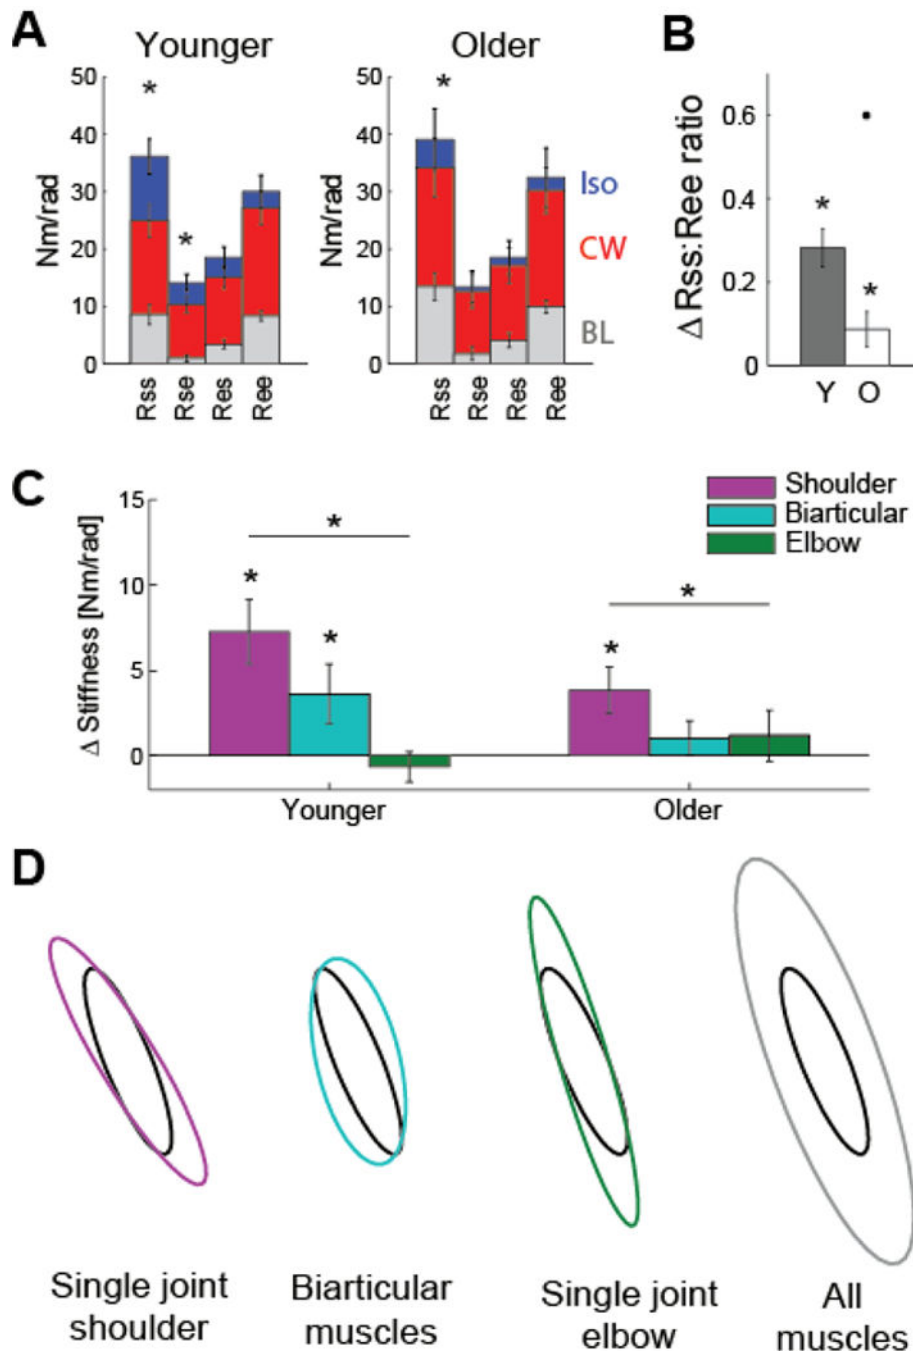 A
Younger
Older
B
50
40
30
20
10
0
Nm/rad
*
*
Rss
Rse
Res
Ree
50
40
30
20
10
0
Nm/rad
*
Rss
Rse
Res
Ree
Iso
CW
BL
Δ Rss:Ree ratio
0.6
0.4
0.2
0
*
*
Y O
C
15
10
5
0
Δ Stiffness [Nm/rad]
Shoulder
Biarticular
Elbow
*
*
*
*
*
Younger
Older
D
Single joint
shoulder
Biarticular
muscles
Single joint
elbow
All
muscles